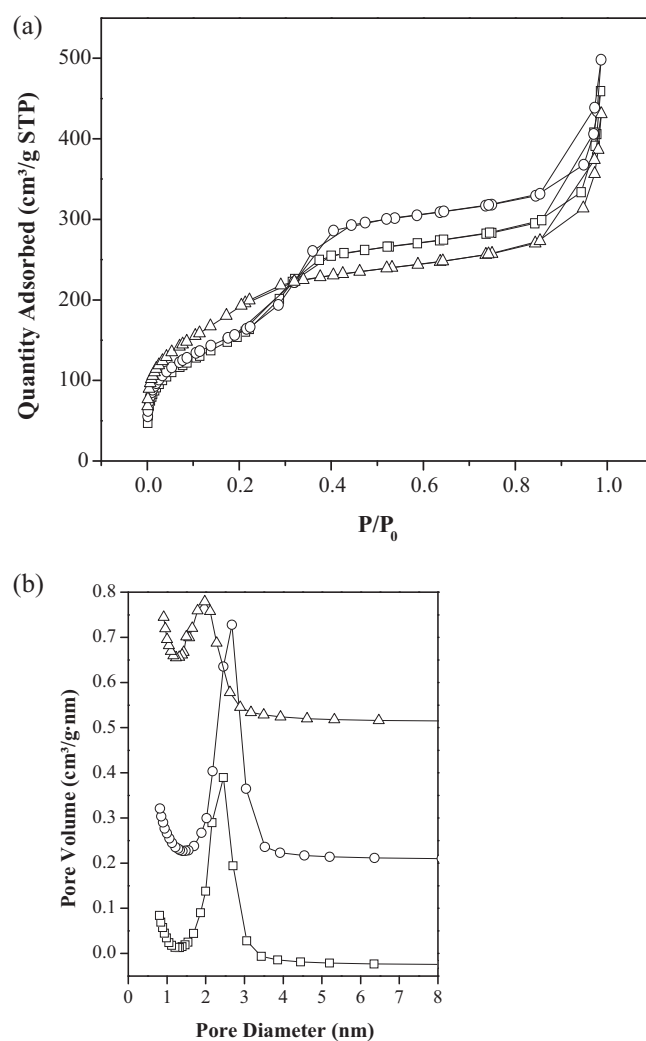 (a)
500
400
300
200
100
0
Quantity Adsorbed (cm³/g STP)
0.0 0.2 0.4 0.6 0.8 1.0
P/P₀
(b)
0.8
0.7
0.6
0.5
0.4
0.3
0.2
0.1
0.0
Pore Volume (cm³/g·nm)
0 1 2 3 4 5 6 7 8
Pore Diameter (nm)